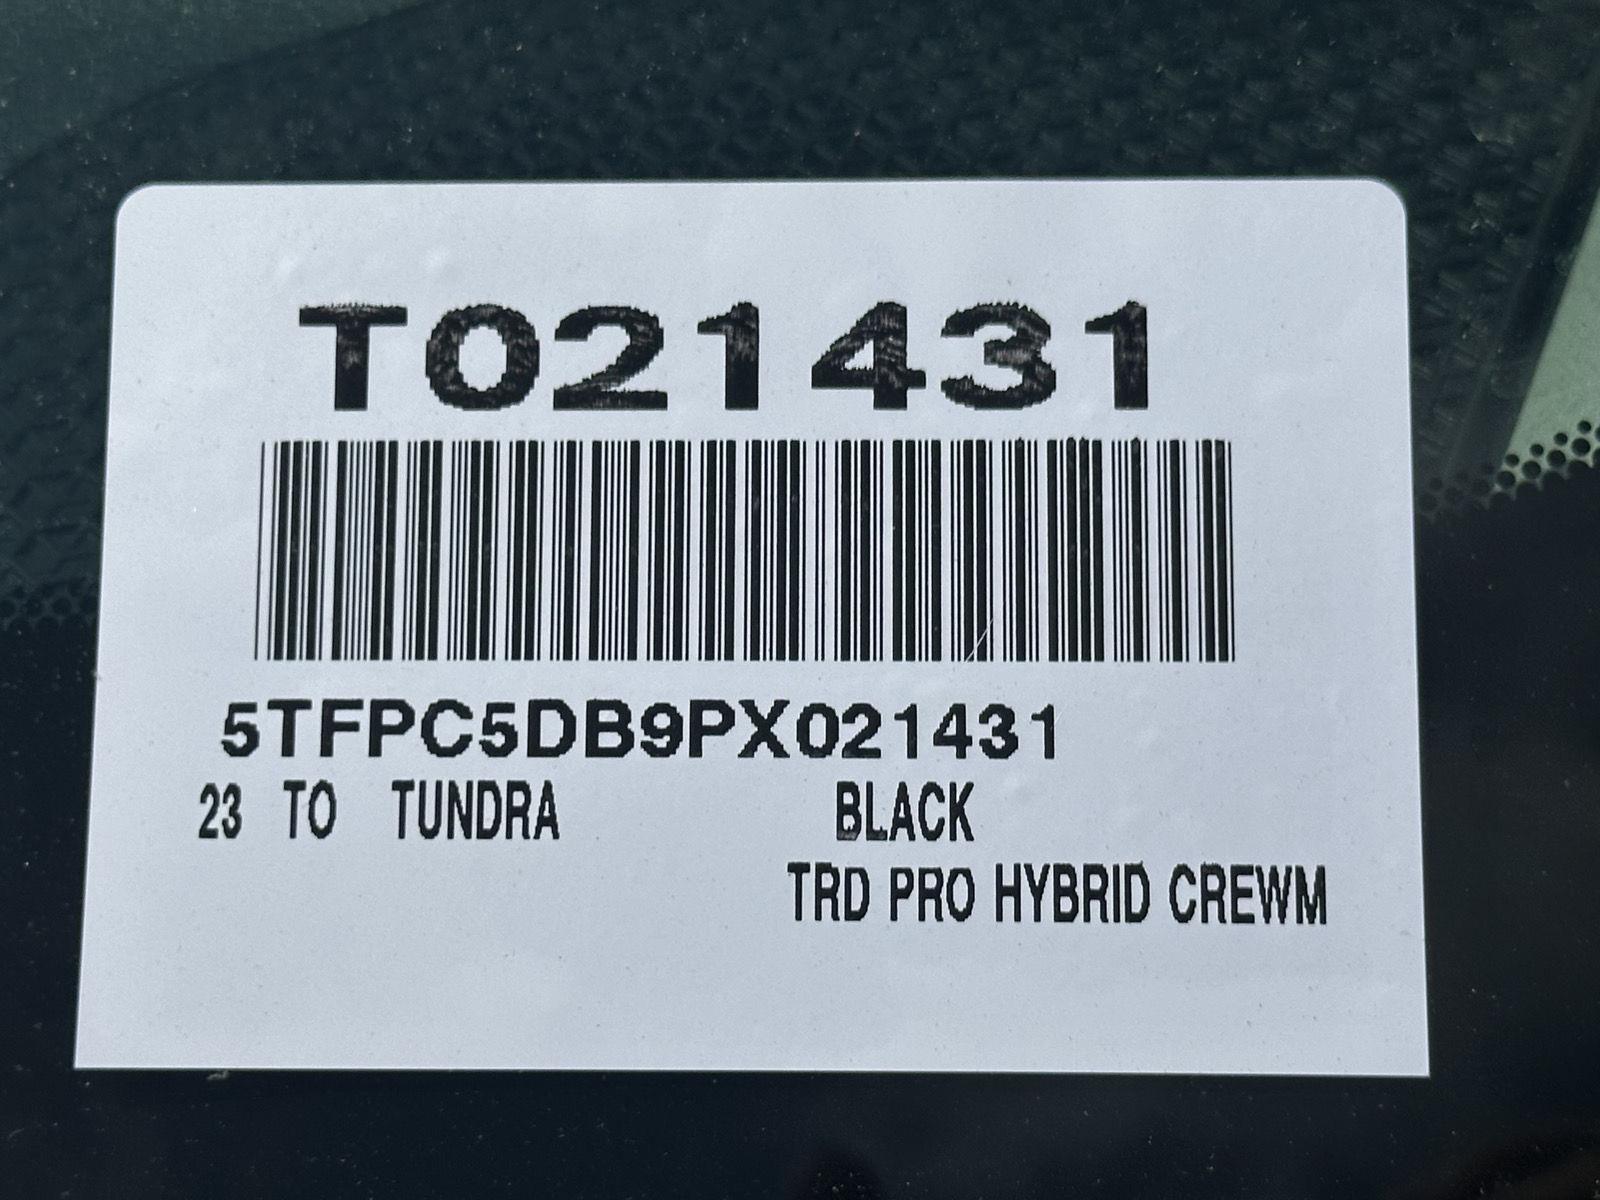 T021431
5TFPC5DB9PX021431
23 TO TUNDRA BLACK
TRD PRO HYBRID CREWM